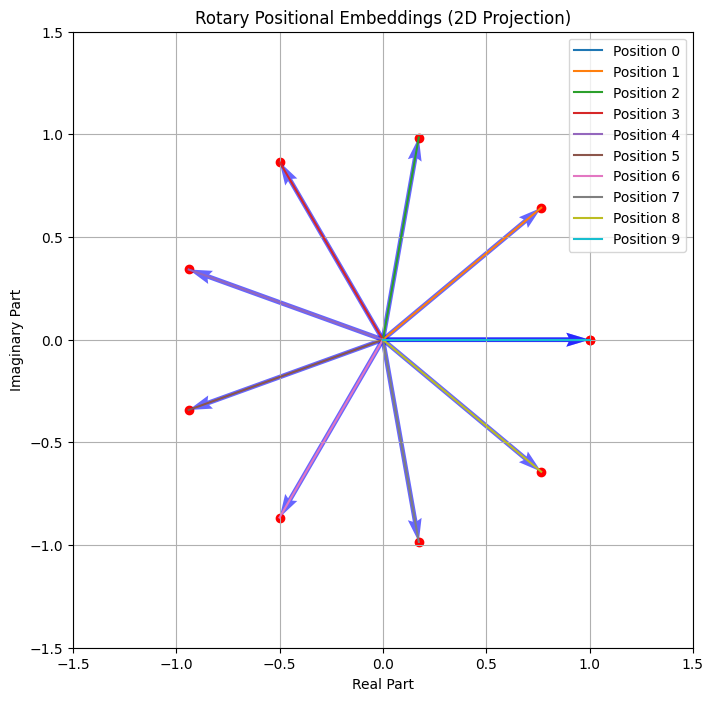 Rotary Positional Embeddings (2D Projection)
Position 0
Position 1
Position 2
Position 3
Position 4
Position 5
Position 6
Position 7
Position 8
Position 9
1.5
1.0
0.5
0.0
−0.5
−1.0
−1.5
Imaginary Part
−1.5 −1.0 −0.5 0.0 0.5 1.0 1.5
Real Part